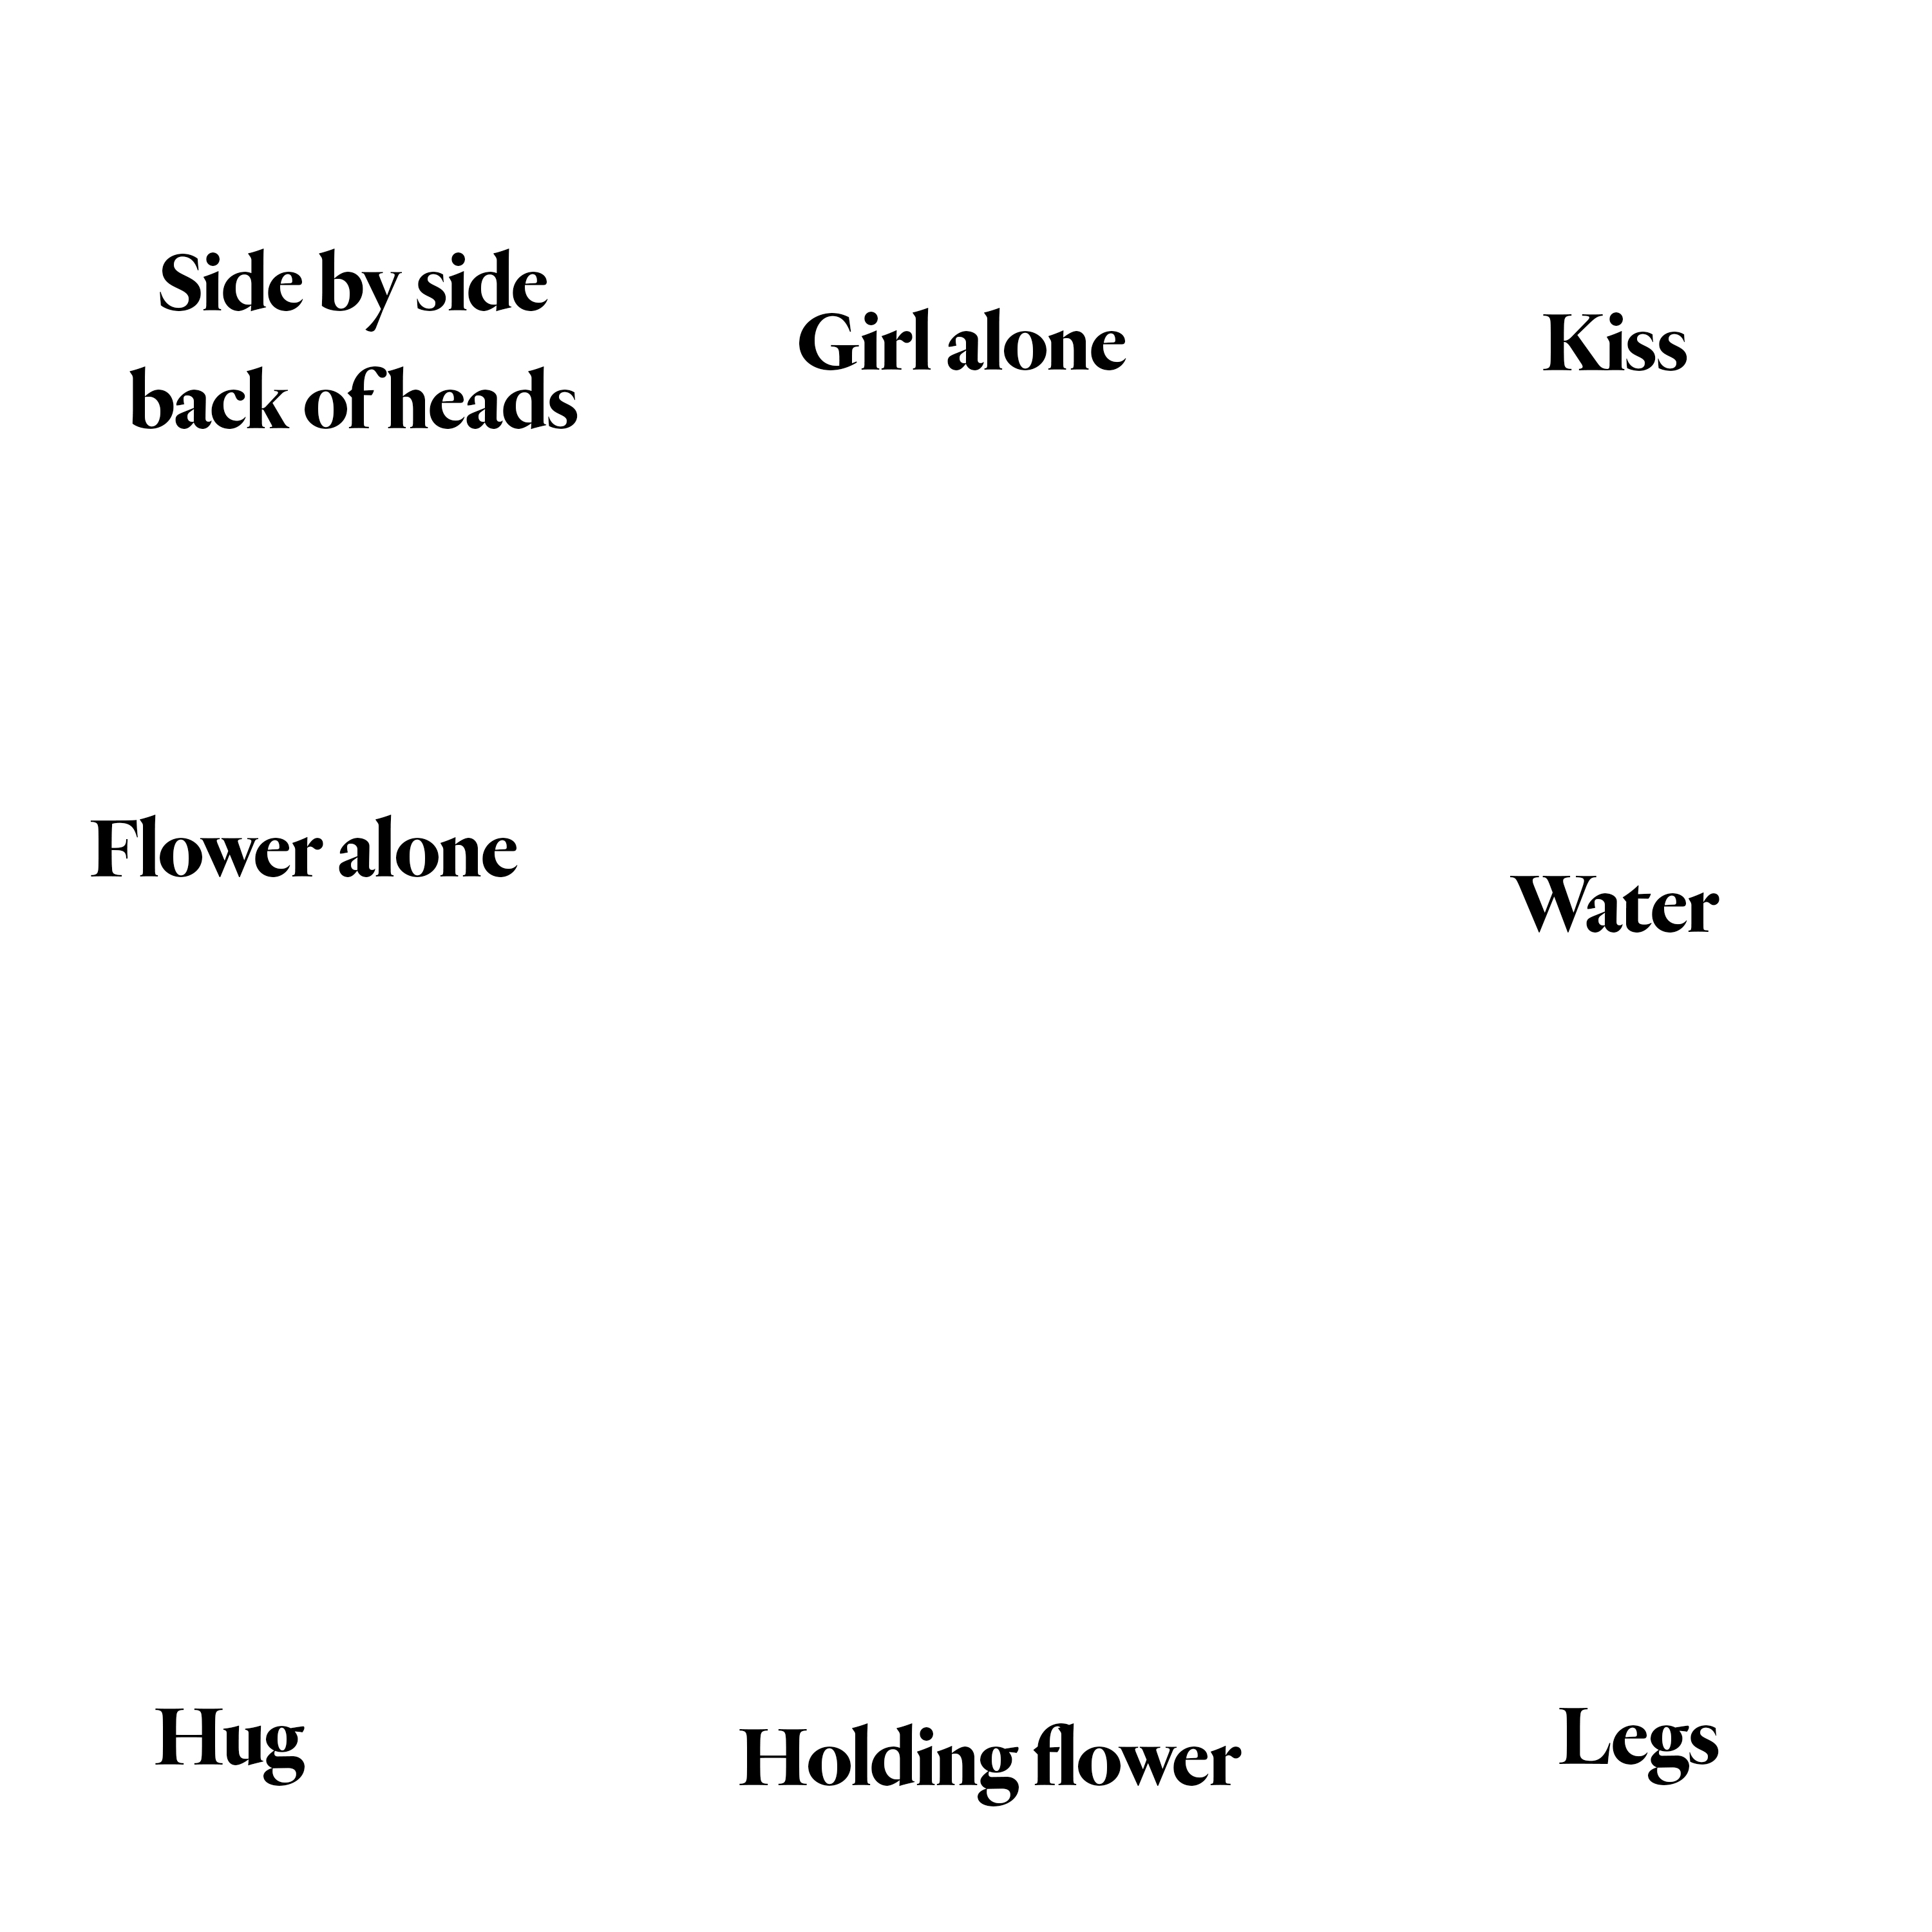 Side by side
back of heads
Girl alone
Kiss
Flower alone
Water
Hug
Holding flower
Legs